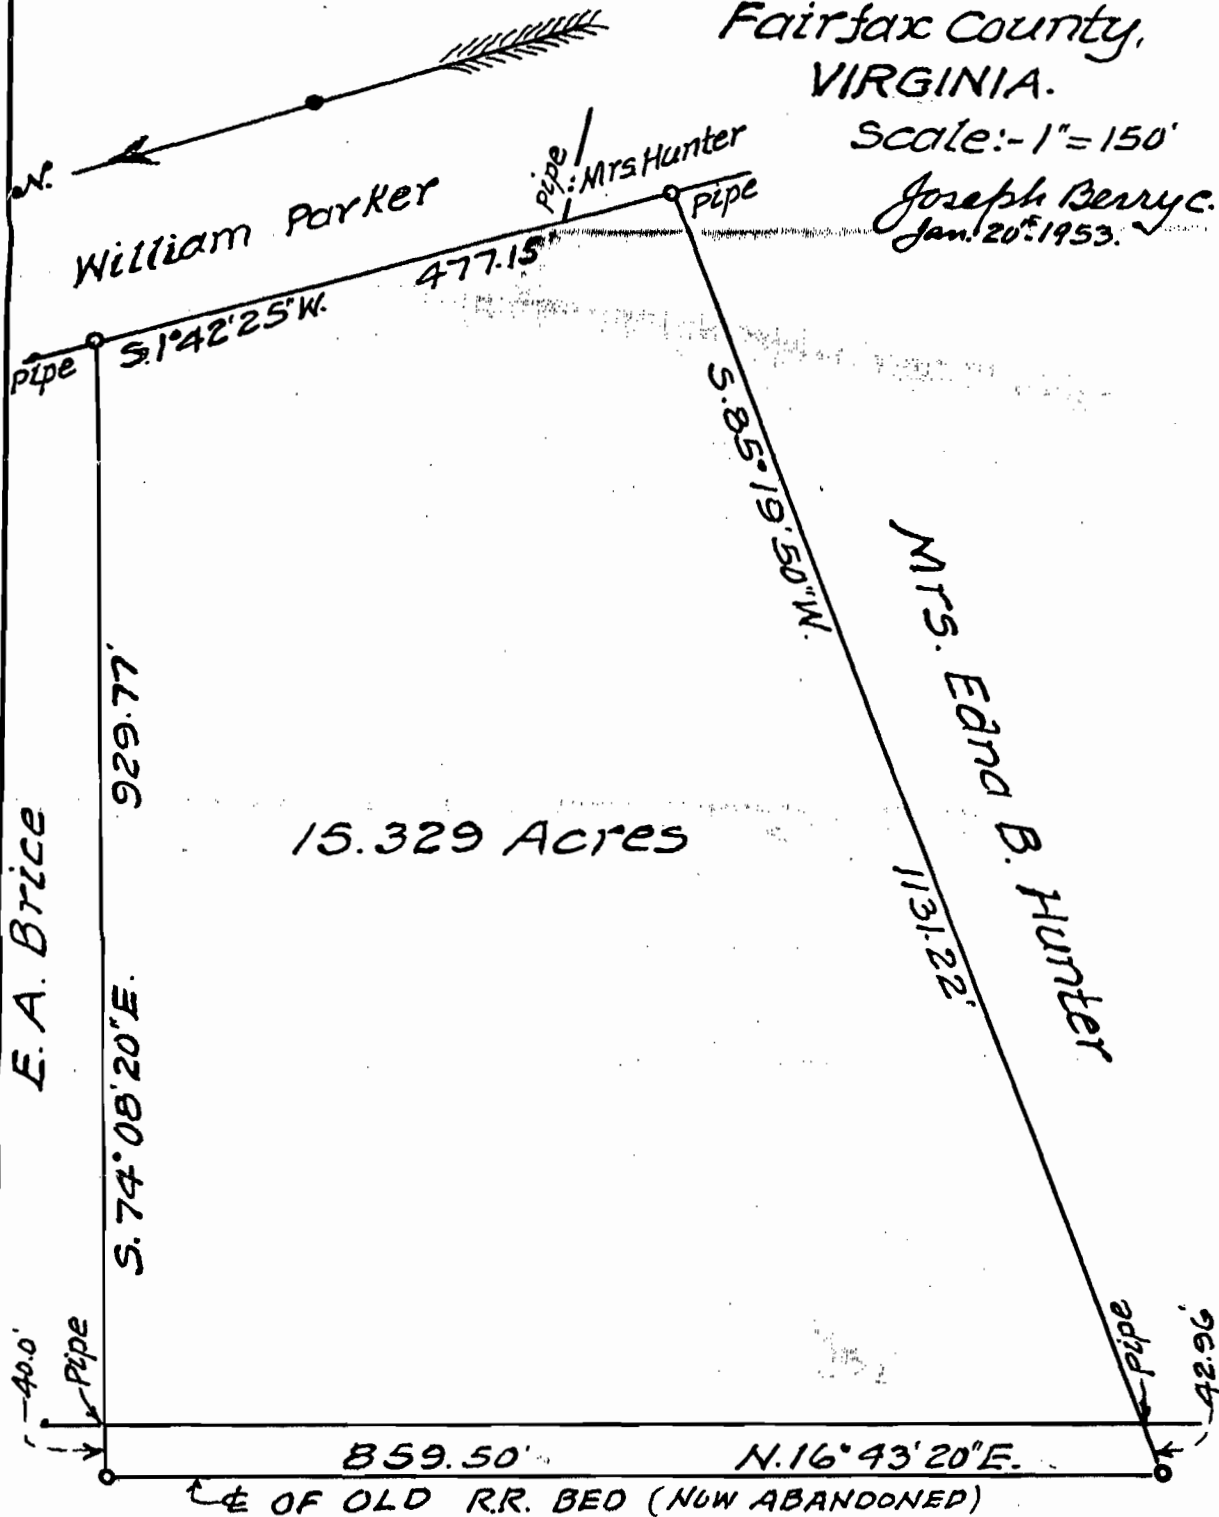 Fairfax County,
VIRGINIA.
Scale:- 1"= 150'
Joseph Berry C.
Jan. 20th 1953.
N.
William Parker
Pipe
Mrs. Hunter
Pipe
477.15'
S.1°42'25"W.
Pipe
S.85°19'50"W.
1131.22'
Mrs. Edna B. Hunter
929.77'
S.74°08'20"E.
E. A. Brice
15.329 Acres
40.0'
Pipe
Pipe
42.96'
859.50' N.16°43'20"E.
℄ OF OLD R.R. BED (NOW ABANDONED)